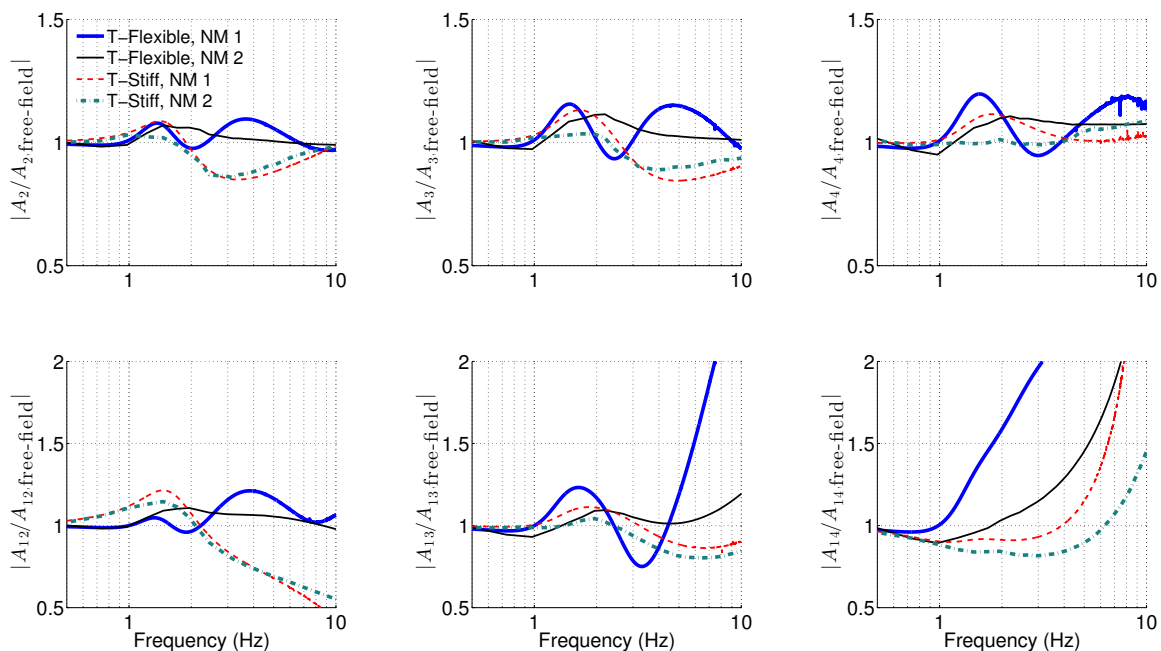 |A2/A2-free-field|
1.5
1
0.5
T-Flexible, NM 1
T-Flexible, NM 2
T-Stiff, NM 1
T-Stiff, NM 2
1 10
|A3/A3-free-field|
1.5
1
0.5
1 10
|A4/A4-free-field|
1.5
1
0.5
1 10
|A12/A12-free-field|
2
1.5
1
0.5
1 10
Frequency (Hz)
|A13/A13-free-field|
2
1.5
1
0.5
1 10
Frequency (Hz)
|A14/A14-free-field|
2
1.5
1
0.5
1 10
Frequency (Hz)